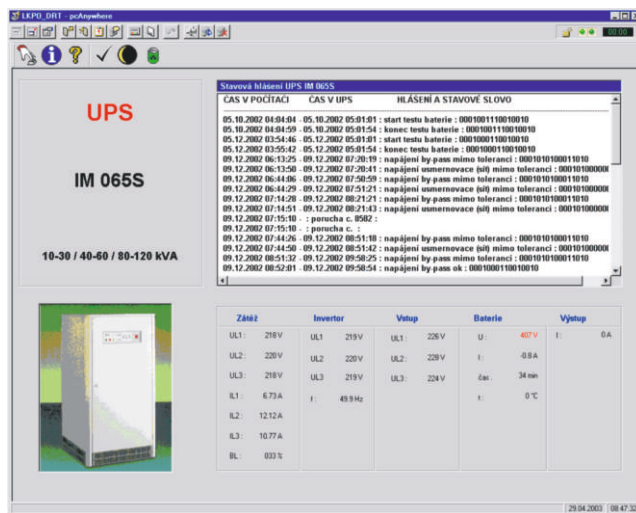 LKPO_DRT - pcAnywhere
00:00
UPS
IM 065S
10-30 / 40-60 / 80-120 kVA
Stavová hlášení UPS IM 065S
ČAS V POČÍTAČI ČAS V UPS HLÁŠENÍ A STAVOVÉ SLOVO
05.10.2002 04:04:04 - 05.10.2002 05:01:01 : start testu baterie : 0001001110010010
05.10.2002 04:04:59 - 05.10.2002 05:01:54 : konec testu baterie : 0001001110010010
05.12.2002 03:54:46 - 05.12.2002 05:01:01 : start testu baterie : 0001000110010010
05.12.2002 03:55:42 - 05.12.2002 05:01:54 : konec testu baterie : 0001000110010010
09.12.2002 06:13:25 - 09.12.2002 07:20:19 : napájení by-pass mimo toleranci : 0001010100011010
09.12.2002 06:13:50 - 09.12.2002 07:20:41 : napájení usmernovace (sít) mimo toleranci : 000101000000
09.12.2002 06:44:06 - 09.12.2002 07:50:59 : napájení by-pass mimo toleranci : 0001010100011010
09.12.2002 06:44:29 - 09.12.2002 07:51:21 : napájení usmernovace (sít) mimo toleranci : 000101000000
09.12.2002 07:14:28 - 09.12.2002 08:21:21 : napájení by-pass mimo toleranci : 0001010100011010
09.12.2002 07:14:51 - 09.12.2002 08:21:43 : napájení usmernovace (sít) mimo toleranci : 000101000000
09.12.2002 07:15:10 - : porucha c. 8582 :
09.12.2002 07:15:10 - : porucha c. :
09.12.2002 07:44:26 - 09.12.2002 08:51:18 : napájení by-pass mimo toleranci : 0001010100011010
09.12.2002 07:44:50 - 09.12.2002 08:51:42 : napájení usmernovace (sít) mimo toleranci : 000101000000
09.12.2002 08:51:32 - 09.12.2002 09:58:25 : napájení by-pass mimo toleranci : 0001010100011010
09.12.2002 08:52:01 - 09.12.2002 09:58:54 : napájení by-pass ok : 0001000110010010
Zátěž Invertor Vstup Baterie Výstup
UL1 : 218 V UL1 219 V UL1 : 226 V U : 407 V I : 0 A
UL2 : 220 V UL2 220 V UL2 : 228 V I : -0.8 A
UL3 : 218 V UL3 219 V UL3 : 224 V čas . 34 min
IL1 : 6.73 A f : 49.9 Hz t : 0 °C
IL2 : 12.12 A
IL3 : 10.77 A
BL : 033 %
29.04.2003 08:47:32